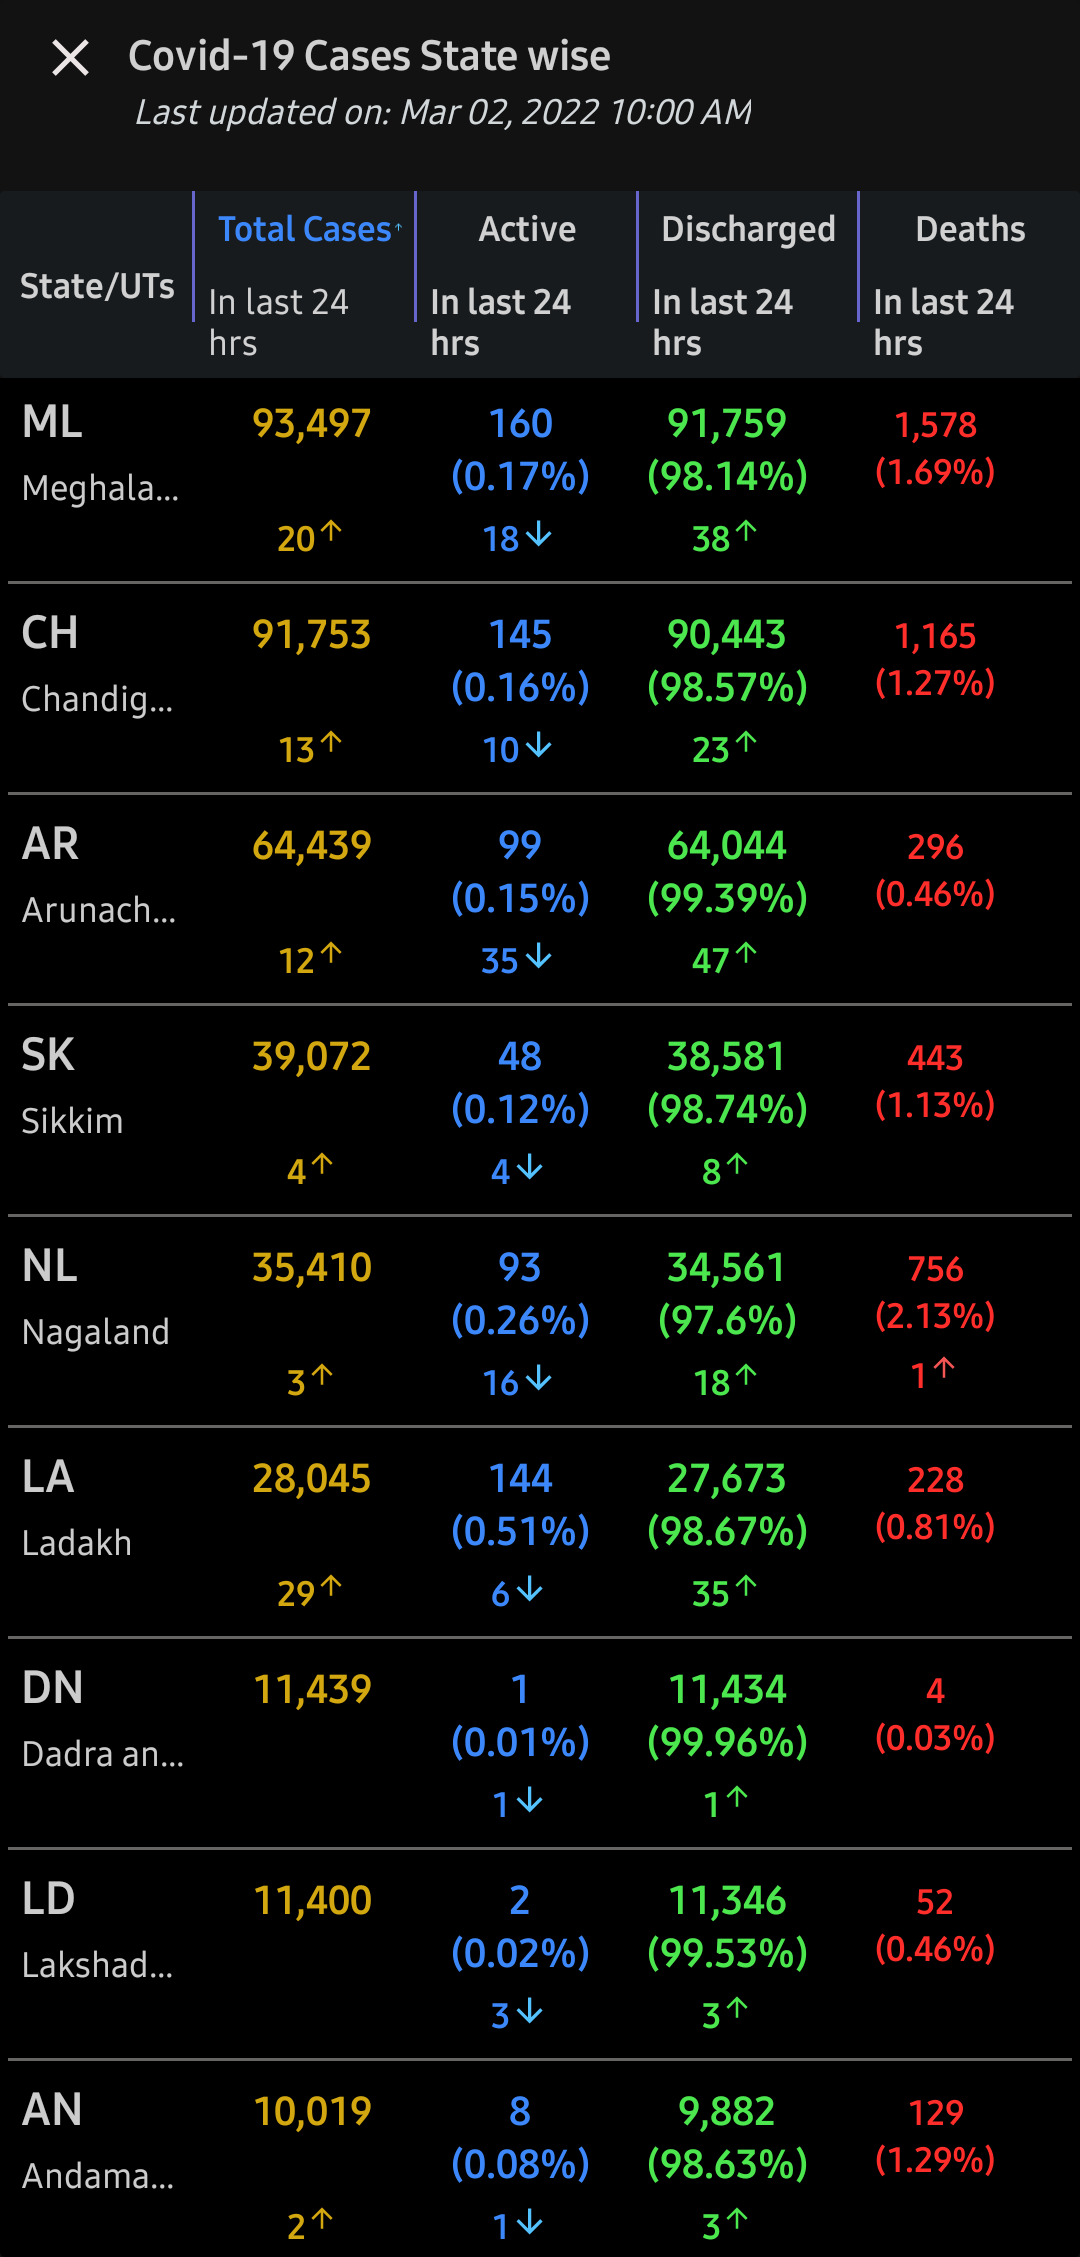 Covid-19 Cases State wise
Last updated on: Mar 02, 2022 10:00 AM
State/UTs
Total Cases↑
In last 24
hrs
Active
In last 24
hrs
Discharged
In last 24
hrs
Deaths
In last 24
hrs
ML 93,497 160 91,759 1,578
Meghala... (0.17%) (98.14%) (1.69%)
20↑ 18↓ 38↑
CH 91,753 145 90,443 1,165
Chandig... (0.16%) (98.57%) (1.27%)
13↑ 10↓ 23↑
AR 64,439 99 64,044 296
Arunach... (0.15%) (99.39%) (0.46%)
12↑ 35↓ 47↑
SK 39,072 48 38,581 443
Sikkim (0.12%) (98.74%) (1.13%)
4↑ 4↓ 8↑
NL 35,410 93 34,561 756
Nagaland (0.26%) (97.6%) (2.13%)
3↑ 16↓ 18↑ 1↑
LA 28,045 144 27,673 228
Ladakh (0.51%) (98.67%) (0.81%)
29↑ 6↓ 35↑
DN 11,439 1 11,434 4
Dadra an... (0.01%) (99.96%) (0.03%)
1↓ 1↑
LD 11,400 2 11,346 52
Lakshad... (0.02%) (99.53%) (0.46%)
3↓ 3↑
AN 10,019 8 9,882 129
Andama... (0.08%) (98.63%) (1.29%)
2↑ 1↓ 3↑